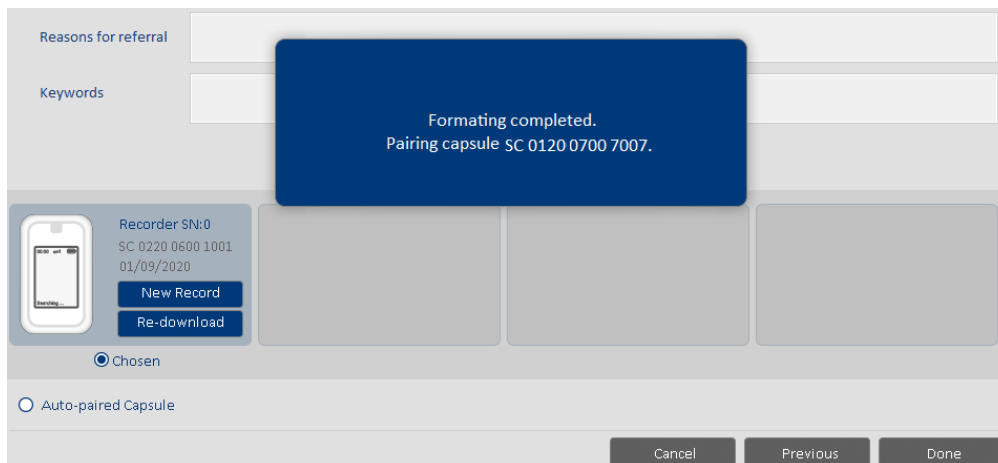 Reasons for referral
Keywords
Formating completed.
Pairing capsule SC 0120 0700 7007.
Recorder SN:0
SC 0220 0600 1001
01/09/2020
New Record
Re-download
Searching...
Chosen
Auto-paired Capsule
Cancel
Previous
Done